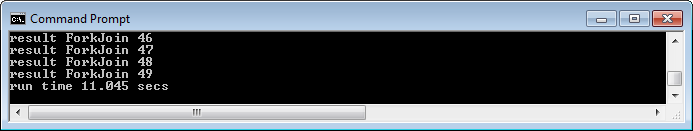 Command Prompt
result ForkJoin 46
result ForkJoin 47
result ForkJoin 48
result ForkJoin 49
run time 11.045 secs